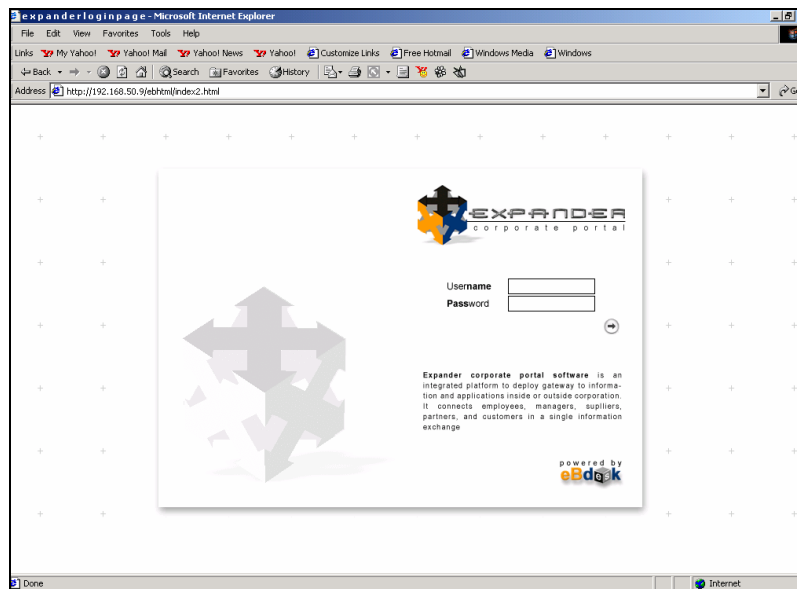 expanderloginpage - Microsoft Internet Explorer
File Edit View Favorites Tools Help
Links My Yahoo! Yahoo! Mail Yahoo! News Yahoo! Customize Links Free Hotmail Windows Media Windows
Back Search Favorites History
Address http://192.168.50.9/ebhtml/index2.html
EXPANDER
corporate portal
Username
Password
Expander corporate portal software is an
integrated platform to deploy gateway to informa-
tion and applications inside or outside corporation.
It connects employees, managers, supliers,
partners, and customers in a single information
exchange
powered by
eBdesk
Done Internet